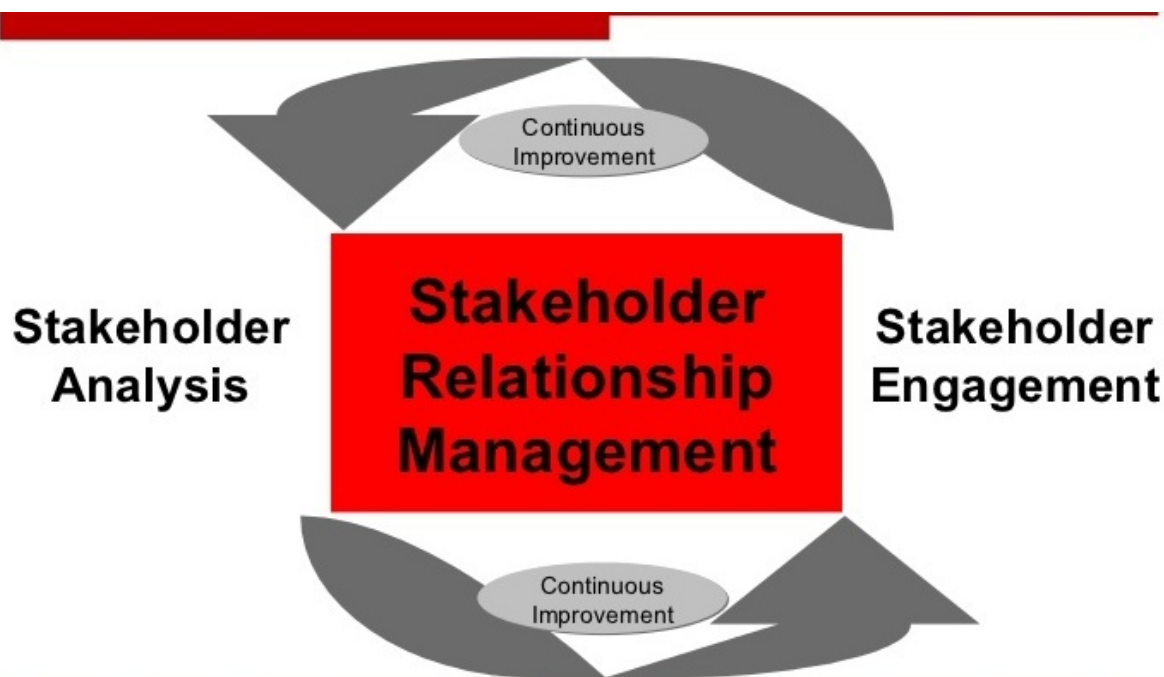 Continuous
Improvement
Stakeholder
Analysis
Stakeholder
Relationship
Management
Stakeholder
Engagement
Continuous
Improvement